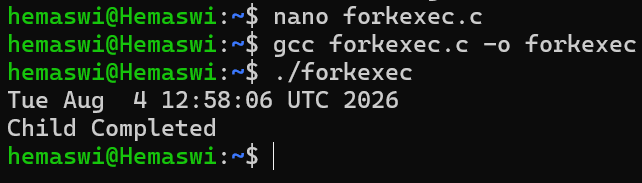 hemaswi@Hemaswi:~$ nano forkexec.c
hemaswi@Hemaswi:~$ gcc forkexec.c -o forkexec
hemaswi@Hemaswi:~$ ./forkexec
Tue Aug  4 12:58:06 UTC 2026
Child Completed
hemaswi@Hemaswi:~$